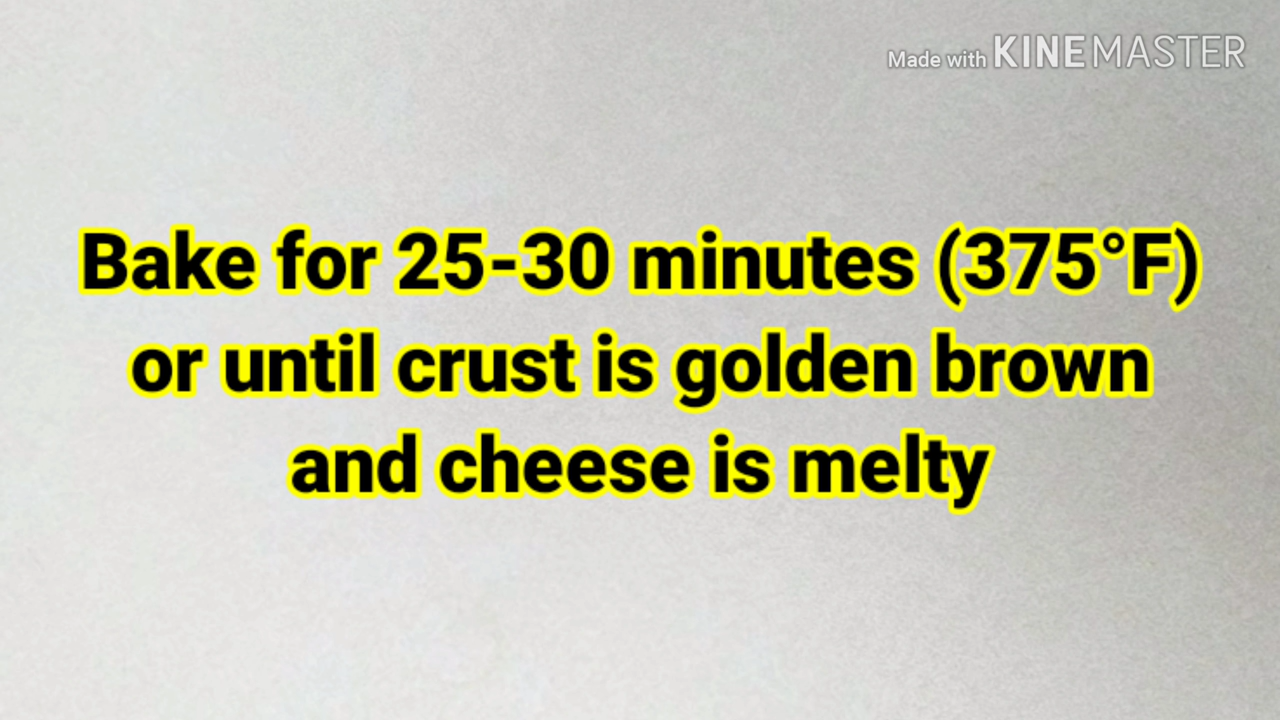 Made with KINEMASTER
Bake for 25-30 minutes (375°F)
or until crust is golden brown
and cheese is melty